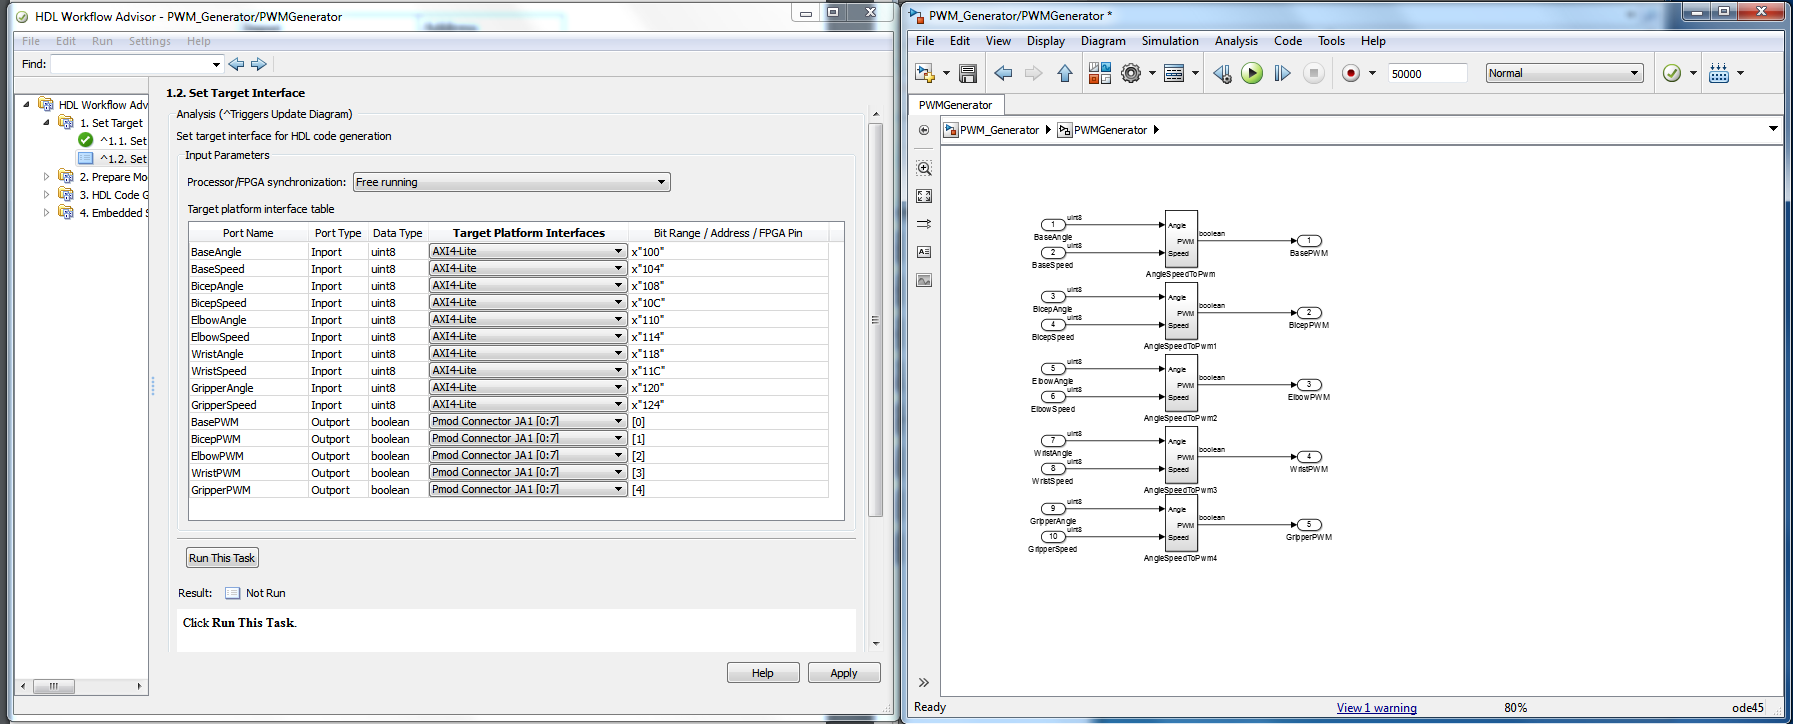 HDL Workflow Advisor - PWM_Generator/PWMGenerator
File Edit Run Settings Help
Find:
HDL Workflow Adv
1. Set Target
^1.1. Set
^1.2. Set
2. Prepare Mo
3. HDL Code G
4. Embedded S
1.2. Set Target Interface
Analysis (^Triggers Update Diagram)
Set target interface for HDL code generation
Input Parameters
Processor/FPGA synchronization: Free running
Target platform interface table
Port Name Port Type Data Type Target Platform Interfaces Bit Range / Address / FPGA Pin
BaseAngle Inport uint8 AXI4-Lite x"100"
BaseSpeed Inport uint8 AXI4-Lite x"104"
BicepAngle Inport uint8 AXI4-Lite x"108"
BicepSpeed Inport uint8 AXI4-Lite x"10C"
ElbowAngle Inport uint8 AXI4-Lite x"110"
ElbowSpeed Inport uint8 AXI4-Lite x"114"
WristAngle Inport uint8 AXI4-Lite x"118"
WristSpeed Inport uint8 AXI4-Lite x"11C"
GripperAngle Inport uint8 AXI4-Lite x"120"
GripperSpeed Inport uint8 AXI4-Lite x"124"
BasePWM Outport boolean Pmod Connector JA1 [0:7] [0]
BicepPWM Outport boolean Pmod Connector JA1 [0:7] [1]
ElbowPWM Outport boolean Pmod Connector JA1 [0:7] [2]
WristPWM Outport boolean Pmod Connector JA1 [0:7] [3]
GripperPWM Outport boolean Pmod Connector JA1 [0:7] [4]
Run This Task
Result: Not Run
Click Run This Task.
Help Apply
PWM_Generator/PWMGenerator *
File Edit View Display Diagram Simulation Analysis Code Tools Help
50000 Normal
PWMGenerator
PWM_Generator PWMGenerator
uint8
1 Angle boolean
BaseAngle PWM 1
uint8 BasePWM
2 Speed
BaseSpeed AngleSpeedToPwm
uint8
3 Angle boolean
BicepAngle PWM 2
uint8 BicepPWM
4 Speed
BicepSpeed AngleSpeedToPwm1
uint8
5 Angle boolean
ElbowAngle PWM 3
uint8 ElbowPWM
6 Speed
ElbowSpeed AngleSpeedToPwm2
uint8
7 Angle boolean
WristAngle PWM 4
uint8 WristPWM
8 Speed
WristSpeed AngleSpeedToPwm3
uint8
9 Angle boolean
GripperAngle PWM 5
uint8 GripperPWM
10 Speed
GripperSpeed AngleSpeedToPwm4
Ready View 1 warning 80% ode45